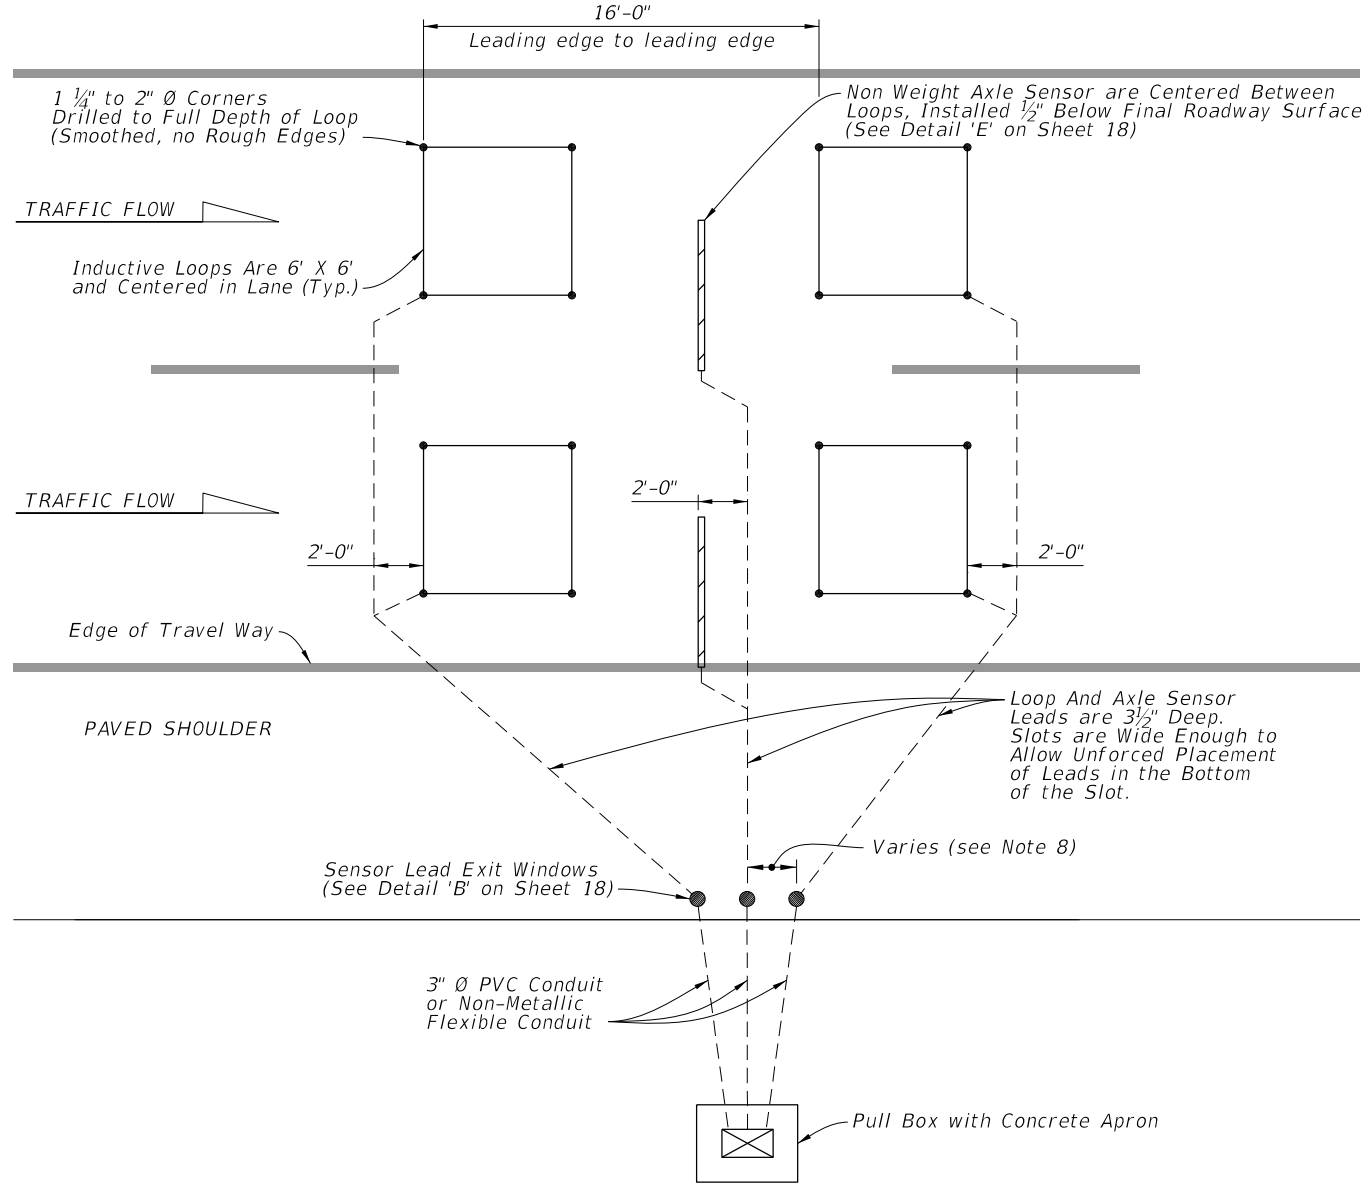 16'-0"
Leading edge to leading edge
1 ¼" to 2" Ø Corners
Drilled to Full Depth of Loop
(Smoothed, no Rough Edges)
Non Weight Axle Sensor are Centered Between
Loops, Installed ½" Below Final Roadway Surface
(See Detail 'E' on Sheet 18)
TRAFFIC FLOW
Inductive Loops Are 6' X 6'
and Centered in Lane (Typ.)
TRAFFIC FLOW
2'-0"
2'-0"
2'-0"
Edge of Travel Way
PAVED SHOULDER
Loop And Axle Sensor
Leads are 3½" Deep.
Slots are Wide Enough to
Allow Unforced Placement
of Leads in the Bottom
of the Slot.
Varies (see Note 8)
Sensor Lead Exit Windows
(See Detail 'B' on Sheet 18)
3" Ø PVC Conduit
or Non-Metallic
Flexible Conduit
Pull Box with Concrete Apron